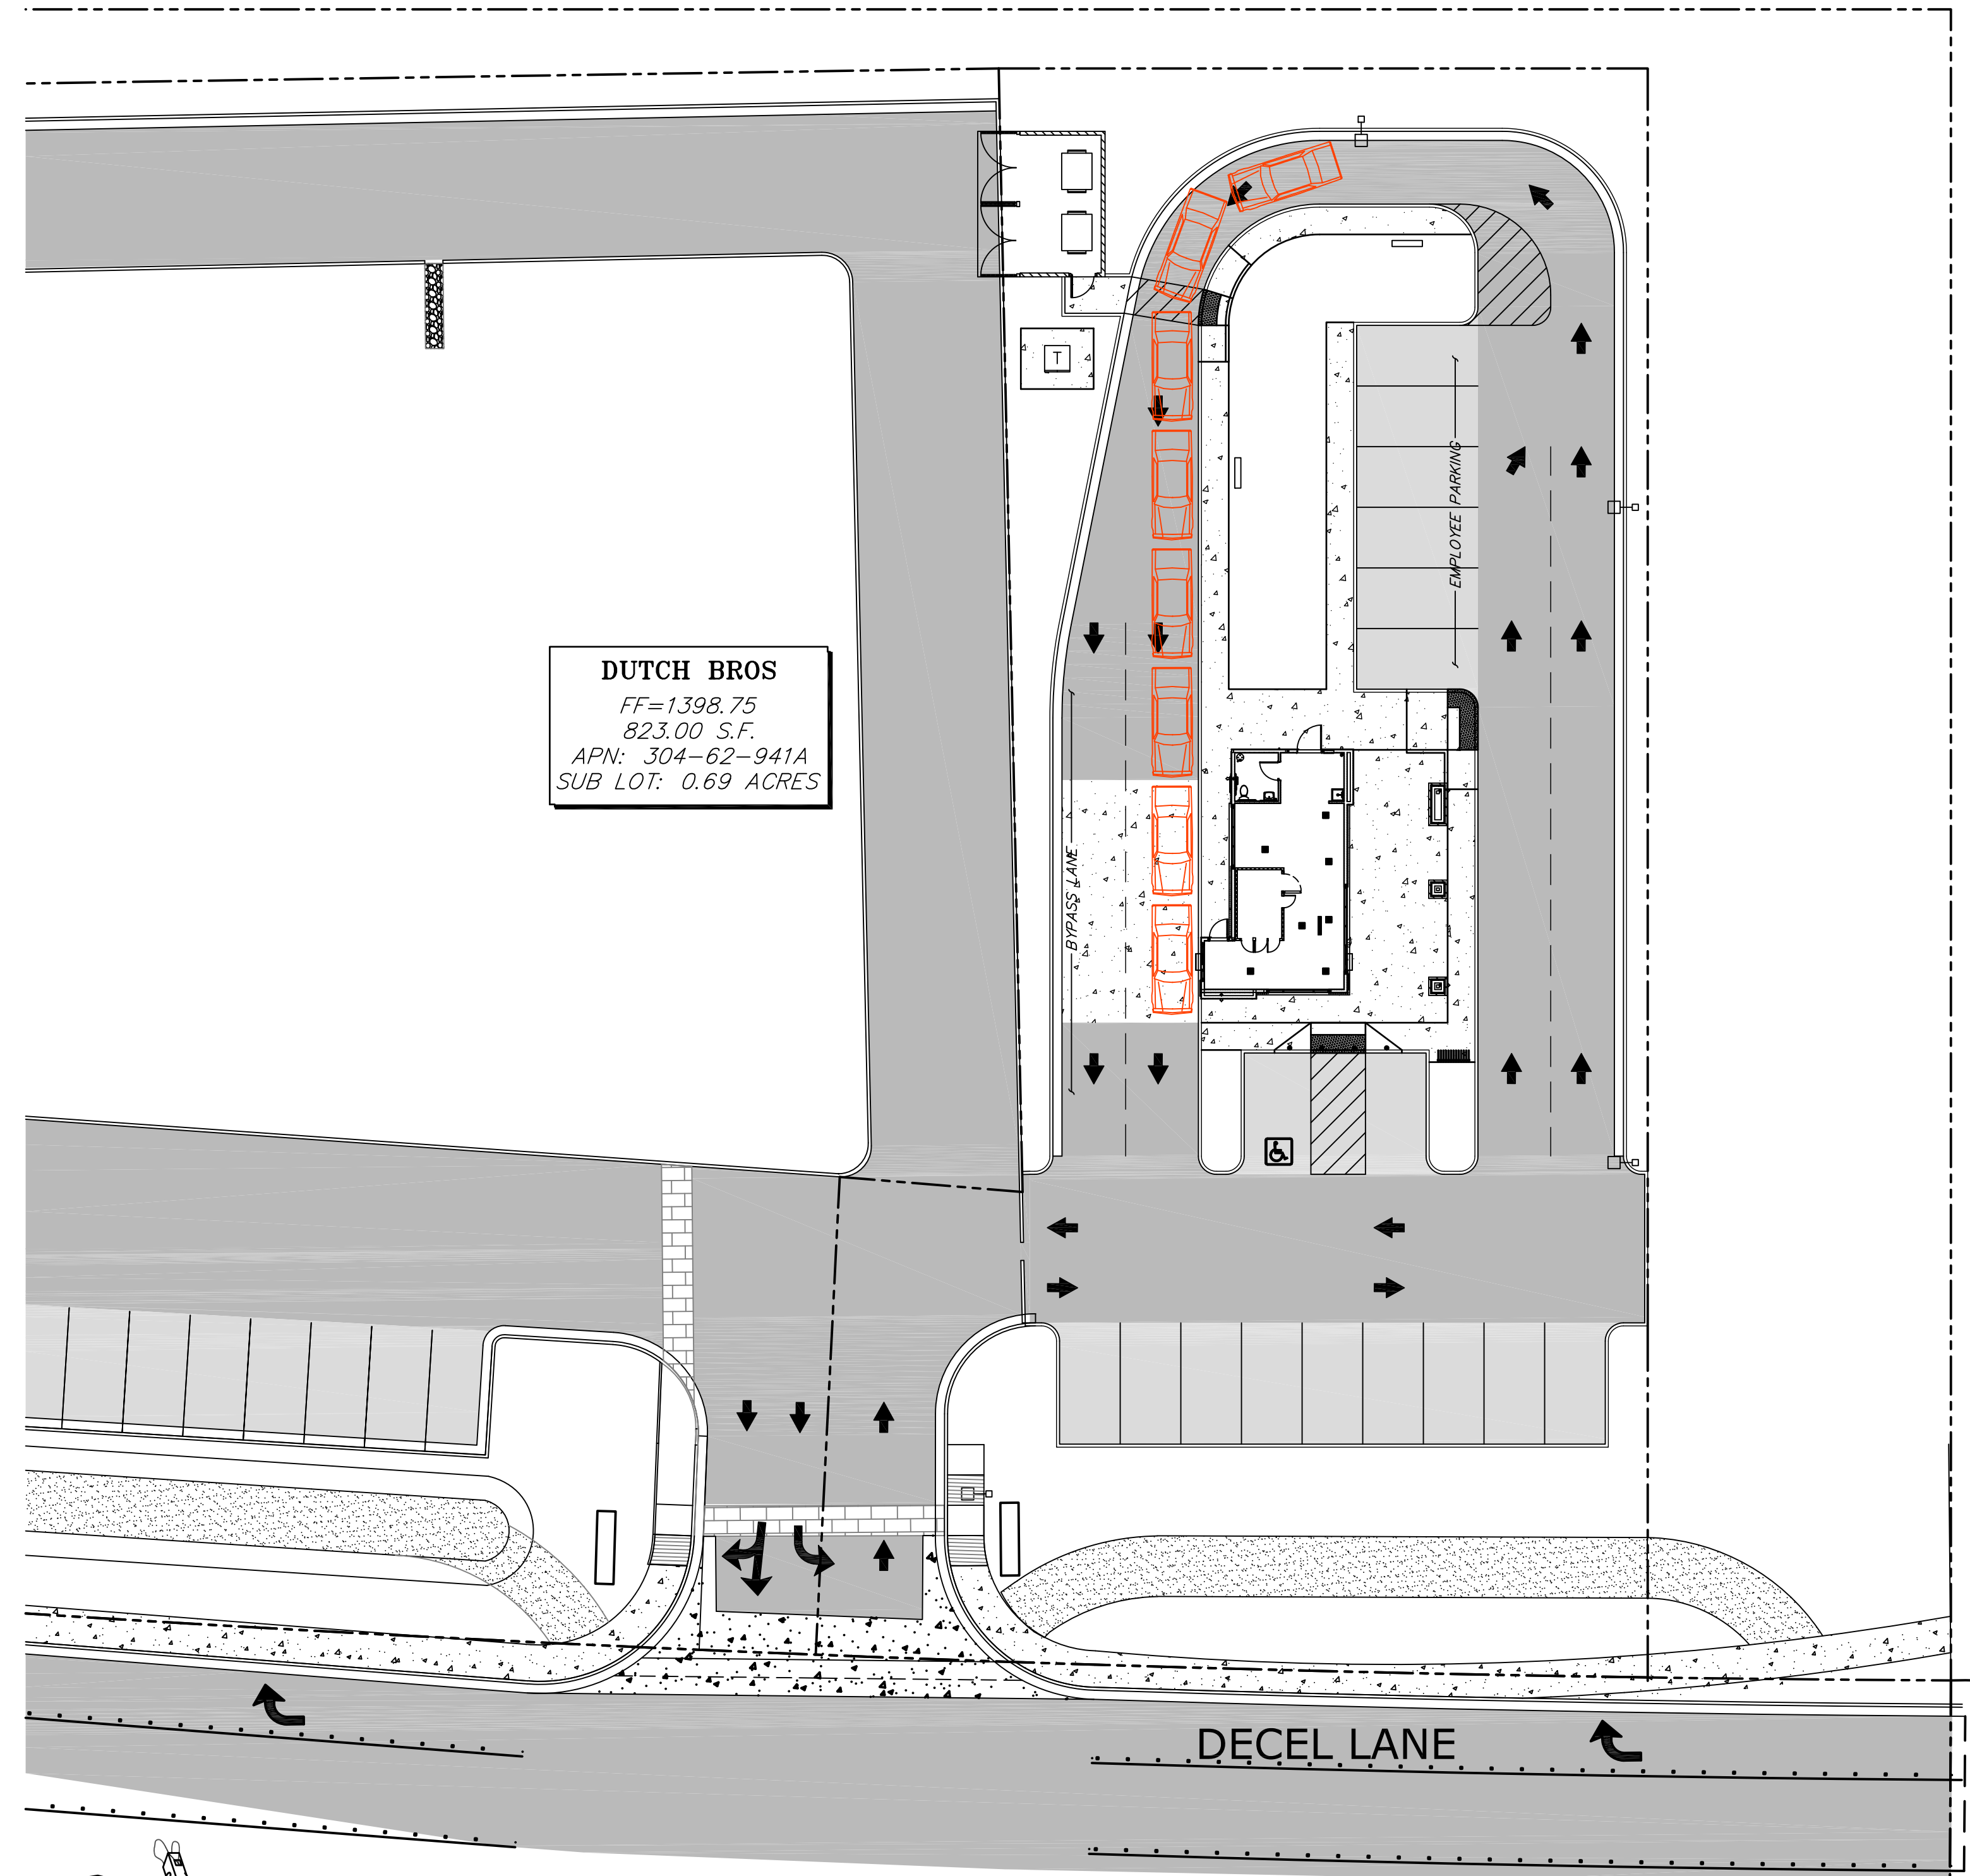 T
EMPLOYEE PARKING
DUTCH BROS
FF=1398.75
823.00 S.F.
APN: 304-62-941A
SUB LOT: 0.69 ACRES
BYPASS LANE
DECEL LANE